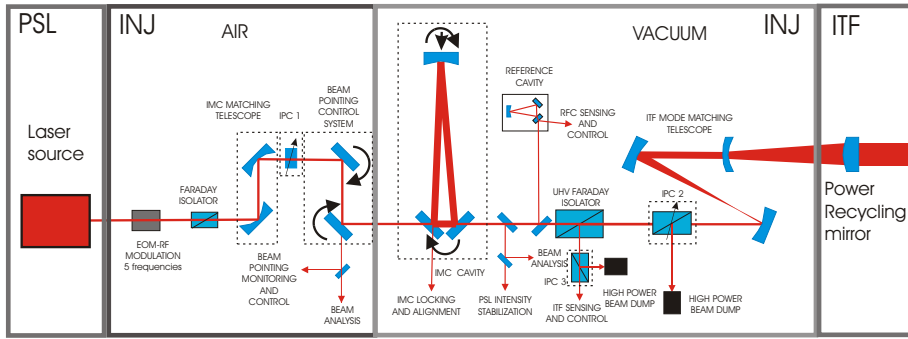 PSL
INJ
AIR
VACUUM
INJ
ITF
Laser
source
EOM-RF
MODULATION
5 frequencies
FARADAY
ISOLATOR
IMC MATCHING
TELESCOPE
IPC 1
BEAM
POINTING
CONTROL
SYSTEM
BEAM
POINTING
MONITORING
AND
CONTROL
BEAM
ANALYSIS
IMC CAVITY
IMC LOCKING
AND ALIGNMENT
REFERENCE
CAVITY
RFC SENSING
AND
CONTROL
BEAM
ANALYSIS
PSL INTENSITY
STABILIZATION
UHV FARADAY
ISOLATOR
IPC 3
ITF SENSING
AND CONTROL
HIGH POWER
BEAM DUMP
IPC 2
HIGH POWER
BEAM DUMP
ITF MODE MATCHING
TELESCOPE
Power
Recycling
mirror